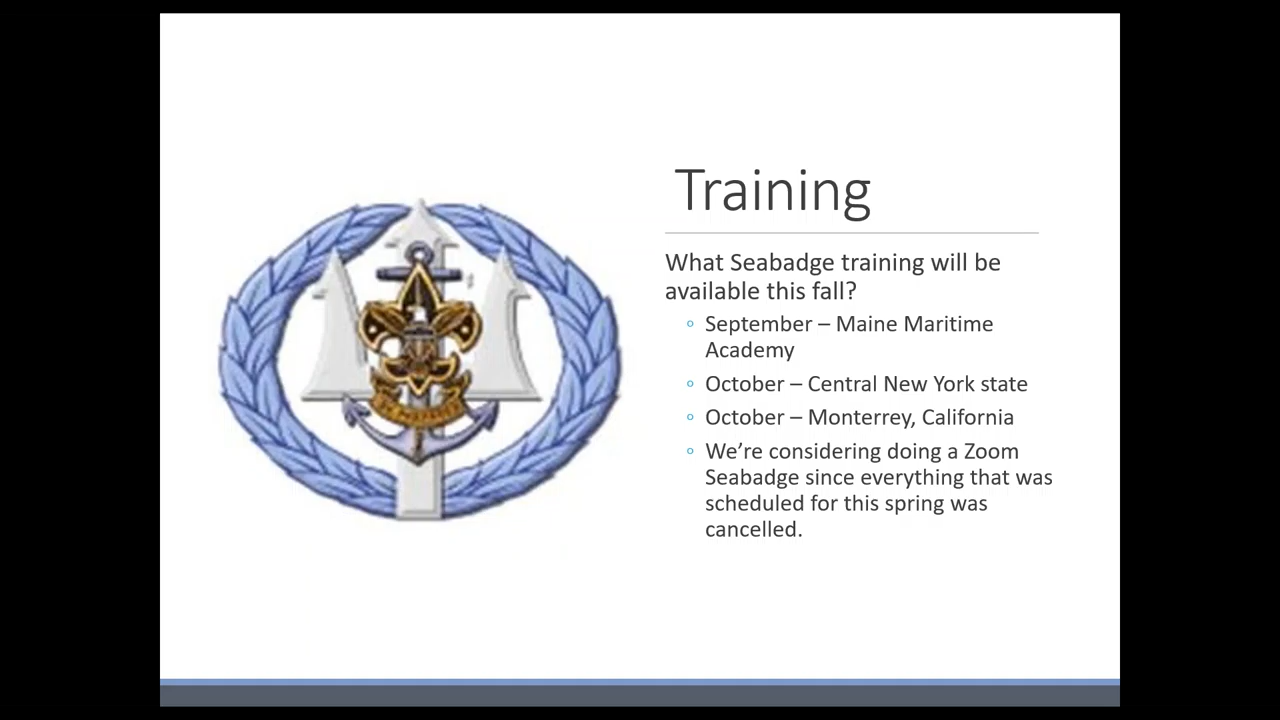 Training
What Seabadge training will be
available this fall?
◦ September – Maine Maritime
Academy
◦ October – Central New York state
◦ October – Monterrey, California
◦ We’re considering doing a Zoom
Seabadge since everything that was
scheduled for this spring was
cancelled.